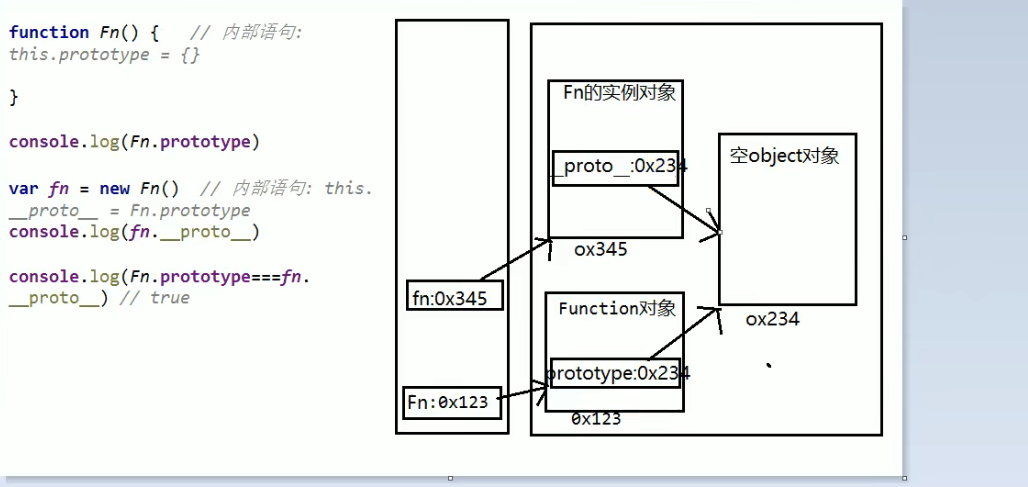 function Fn() {   // 内部语句:
this.prototype = {}
}
console.log(Fn.prototype)
var fn = new Fn()  // 内部语句: this.
__proto__ = Fn.prototype
console.log(fn.__proto__)
console.log(Fn.prototype===fn.
__proto__) // true
fn:0x345
Fn:0x123
Fn的实例对象
__proto__:0x234
ox345
Function对象
prototype:0x234
0x123
空object对象
ox234